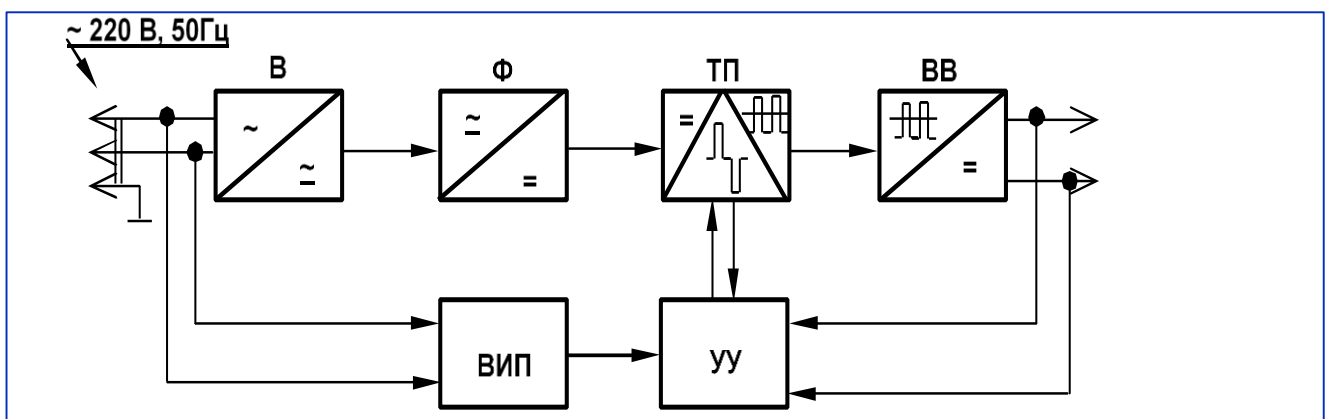 ~ 220 В, 50Гц
В
Ф
ТП
ВВ
~
~
~
=
=
=
ВИП
УУ